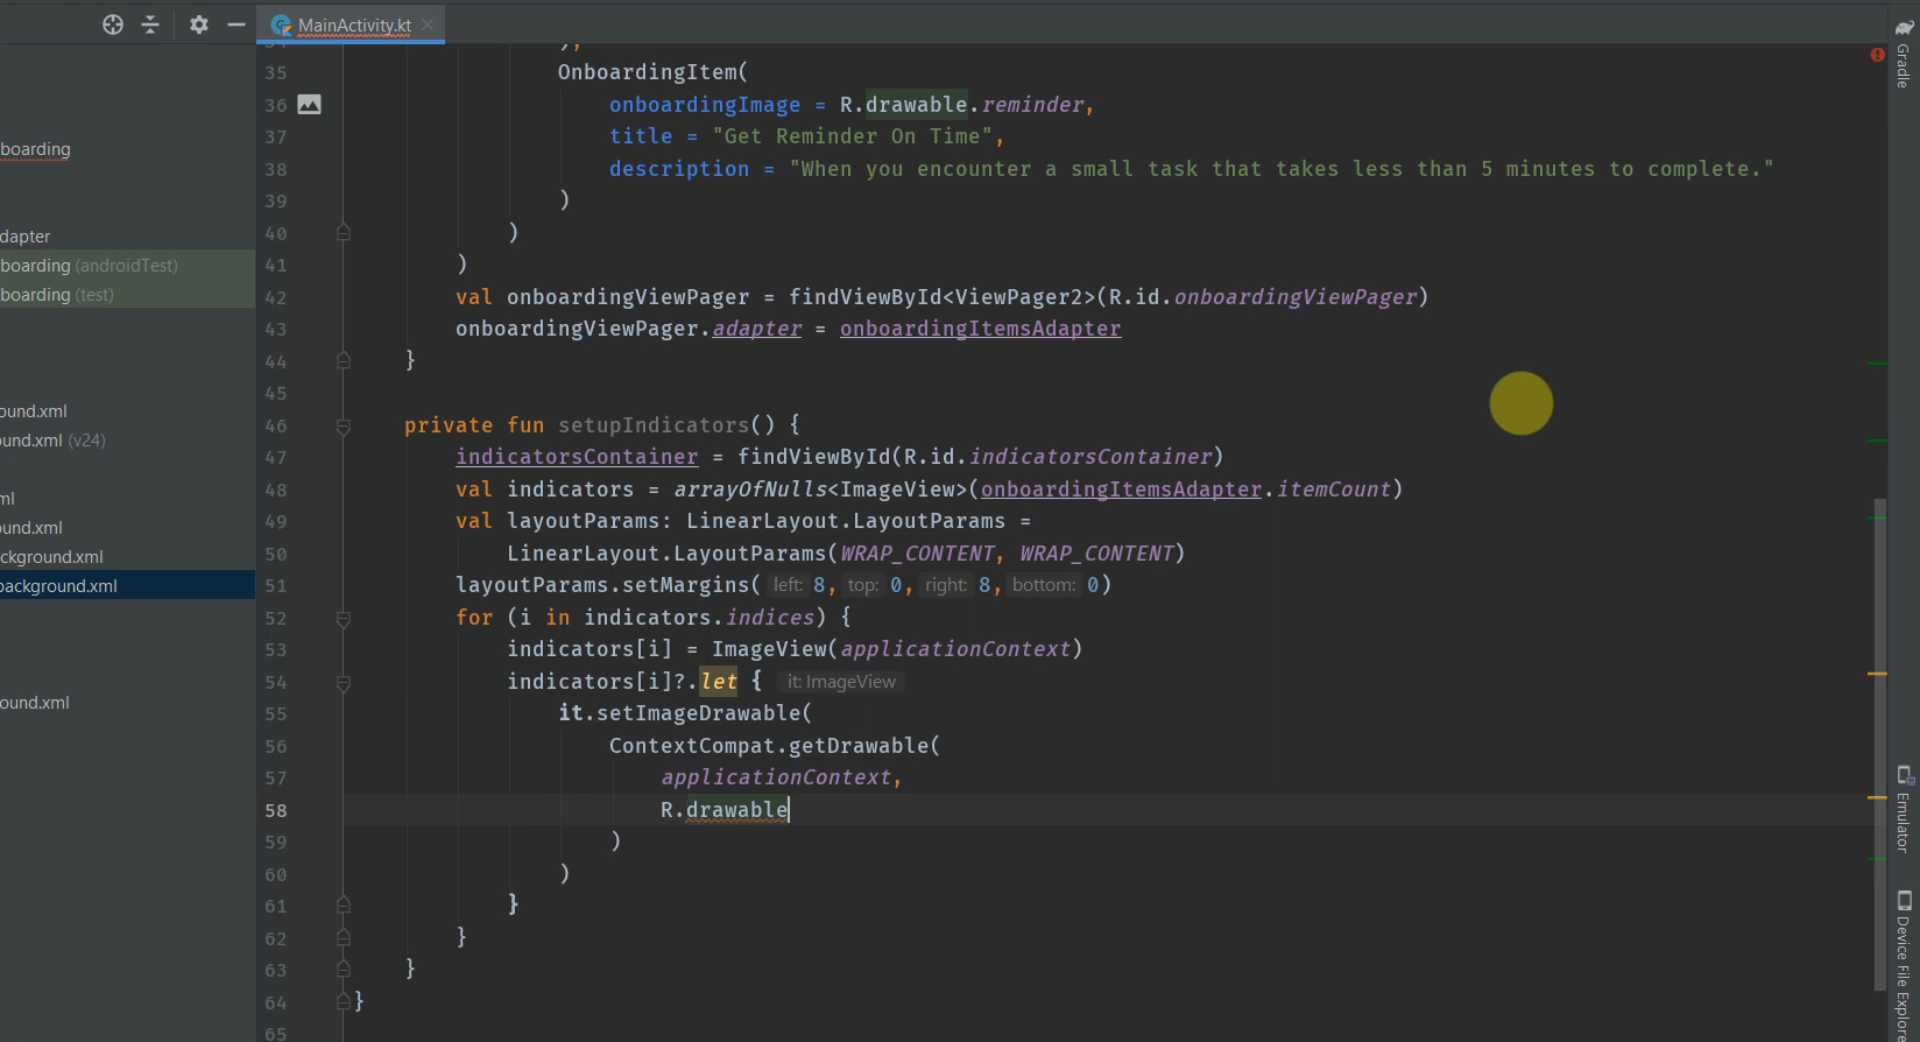 MainActivity.kt
35 OnboardingItem(
36 onboardingImage = R.drawable.reminder,
37 title = "Get Reminder On Time",
38 description = "When you encounter a small task that takes less than 5 minutes to complete."
39 )
40 )
41 )
42 val onboardingViewPager = findViewById<ViewPager2>(R.id.onboardingViewPager)
43 onboardingViewPager.adapter = onboardingItemsAdapter
44 }
45
46 private fun setupIndicators() {
47 indicatorsContainer = findViewById(R.id.indicatorsContainer)
48 val indicators = arrayOfNulls<ImageView>(onboardingItemsAdapter.itemCount)
49 val layoutParams: LinearLayout.LayoutParams =
50 LinearLayout.LayoutParams(WRAP_CONTENT, WRAP_CONTENT)
51 layoutParams.setMargins( left: 8, top: 0, right: 8, bottom: 0)
52 for (i in indicators.indices) {
53 indicators[i] = ImageView(applicationContext)
54 indicators[i]?.let { it: ImageView
55 it.setImageDrawable(
56 ContextCompat.getDrawable(
57 applicationContext,
58 R.drawable
59 )
60 )
61 }
62 }
63 }
64 }
65
boarding
dapter
boarding (androidTest)
boarding (test)
ound.xml
und.xml (v24)
ml
und.xml
ckground.xml
background.xml
ound.xml
Gradle
Emulator
Device File Explore